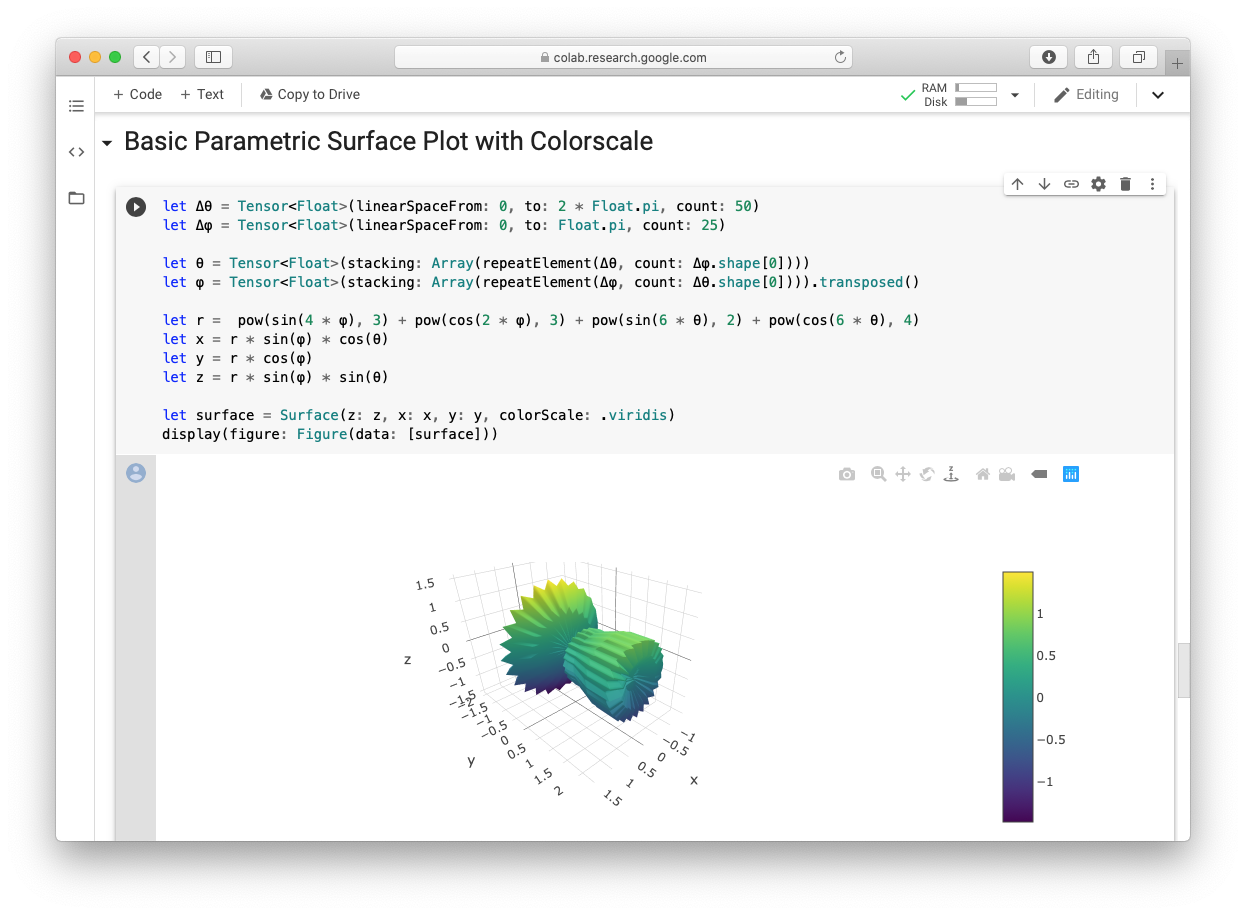 colab.research.google.com
+ Code + Text Copy to Drive
RAM
Disk
Editing
Basic Parametric Surface Plot with Colorscale
let Δθ = Tensor<Float>(linearSpaceFrom: 0, to: 2 * Float.pi, count: 50)
let Δφ = Tensor<Float>(linearSpaceFrom: 0, to: Float.pi, count: 25)
let θ = Tensor<Float>(stacking: Array(repeatElement(Δθ, count: Δφ.shape[0])))
let φ = Tensor<Float>(stacking: Array(repeatElement(Δφ, count: Δθ.shape[0]))).transposed()
let r =  pow(sin(4 * φ), 3) + pow(cos(2 * φ), 3) + pow(sin(6 * θ), 2) + pow(cos(6 * θ), 4)
let x = r * sin(φ) * cos(θ)
let y = r * cos(φ)
let z = r * sin(φ) * sin(θ)
let surface = Surface(z: z, x: x, y: y, colorScale: .viridis)
display(figure: Figure(data: [surface]))
z
1.5
1
0.5
0
−0.5
−1
−1.5
z
−2
−1.5
−1
−0.5
0
0.5
1
1.5
2
y
−1
−0.5
0
0.5
1
1.5
x
1
0.5
0
−0.5
−1